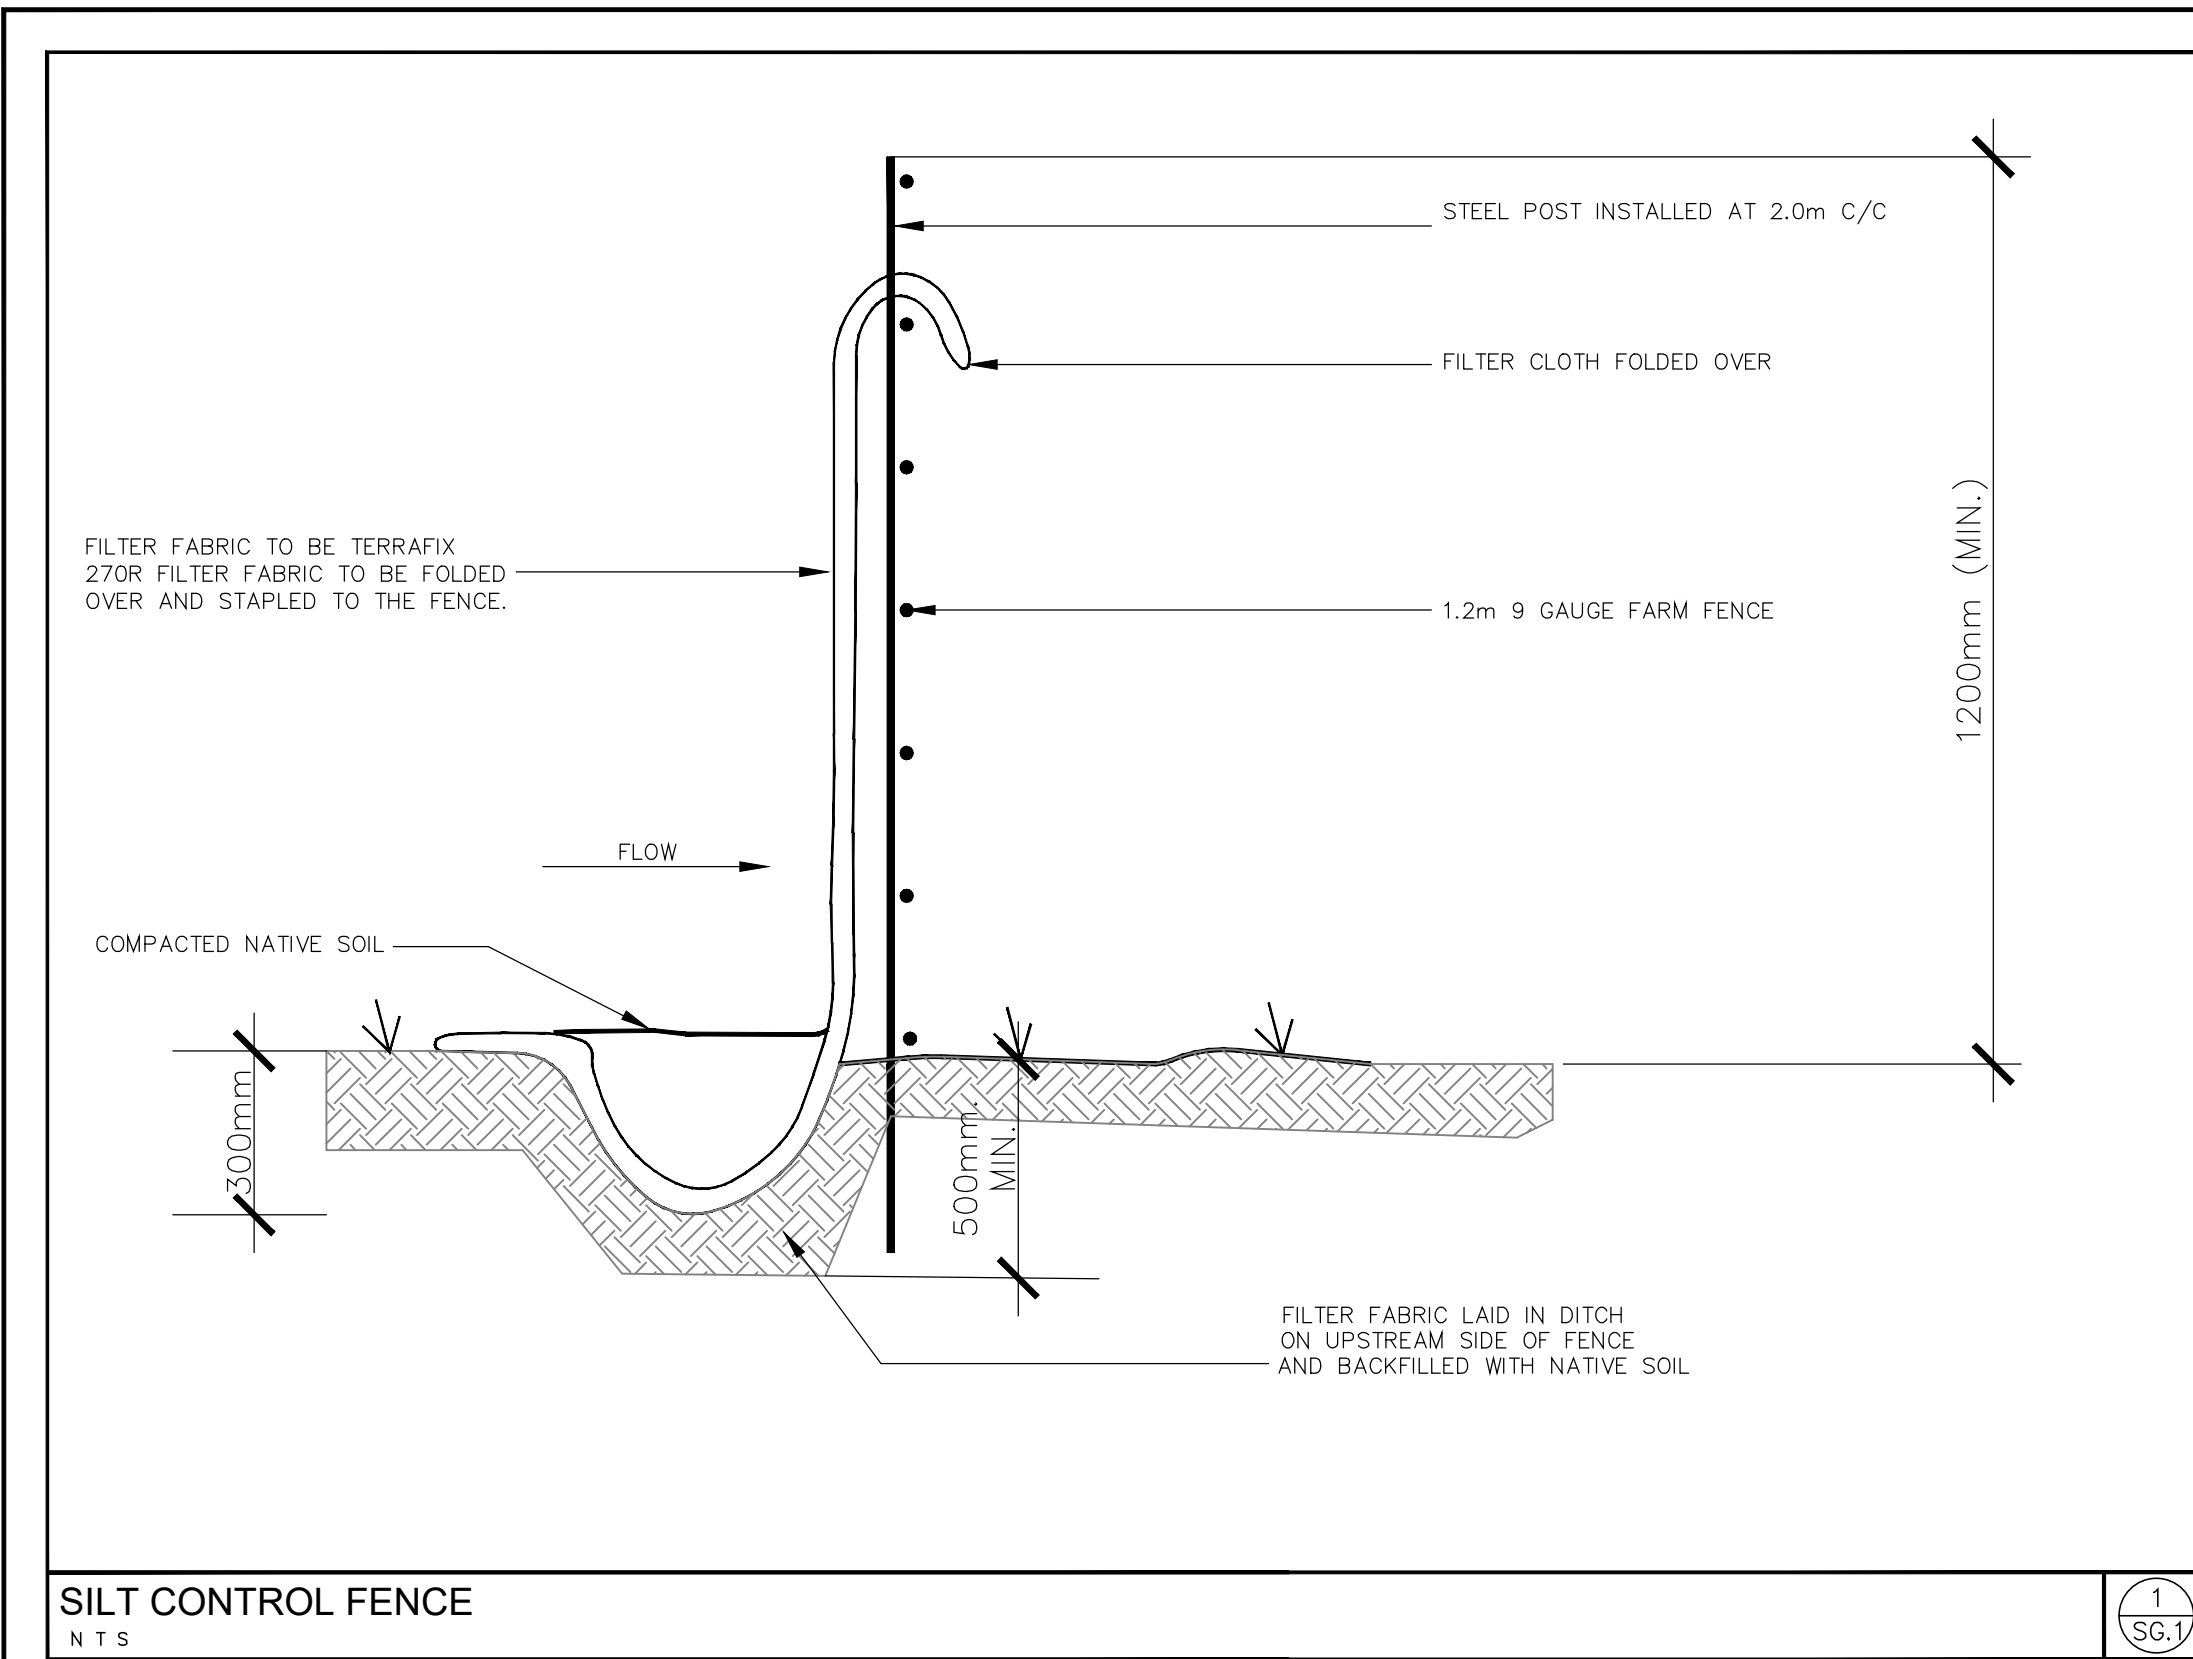 STEEL POST INSTALLED AT 2.0m C/C
FILTER CLOTH FOLDED OVER
1200mm (MIN.)
FILTER FABRIC TO BE TERRAFIX
270R FILTER FABRIC TO BE FOLDED
OVER AND STAPLED TO THE FENCE.
1.2m 9 GAUGE FARM FENCE
FLOW
COMPACTED NATIVE SOIL
300mm
500mm.
MIN.
FILTER FABRIC LAID IN DITCH
ON UPSTREAM SIDE OF FENCE
AND BACKFILLED WITH NATIVE SOIL
SILT CONTROL FENCE
N T S
1
SG.1